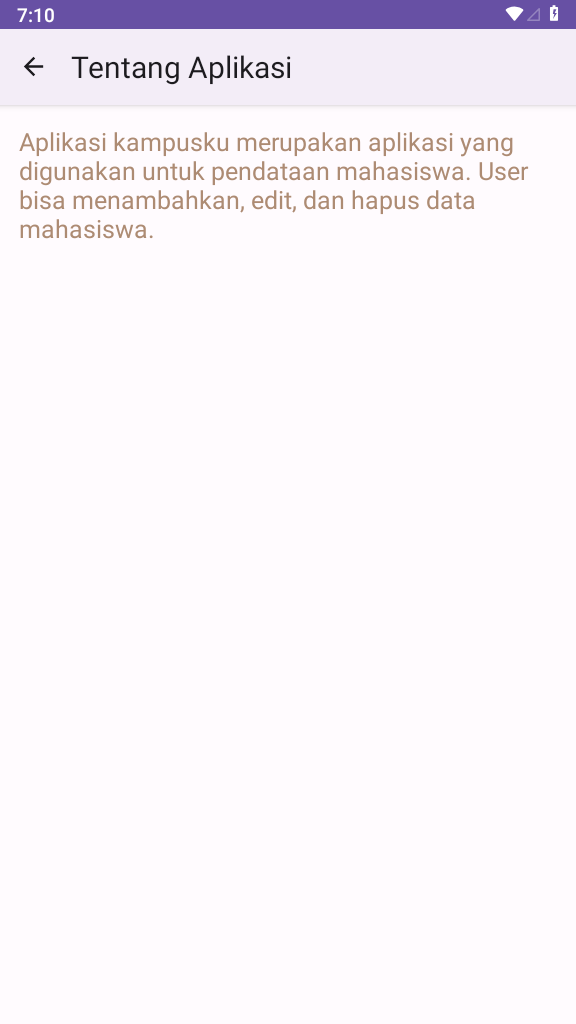 7:10
Tentang Aplikasi
Aplikasi kampusku merupakan aplikasi yang
digunakan untuk pendataan mahasiswa. User
bisa menambahkan, edit, dan hapus data
mahasiswa.